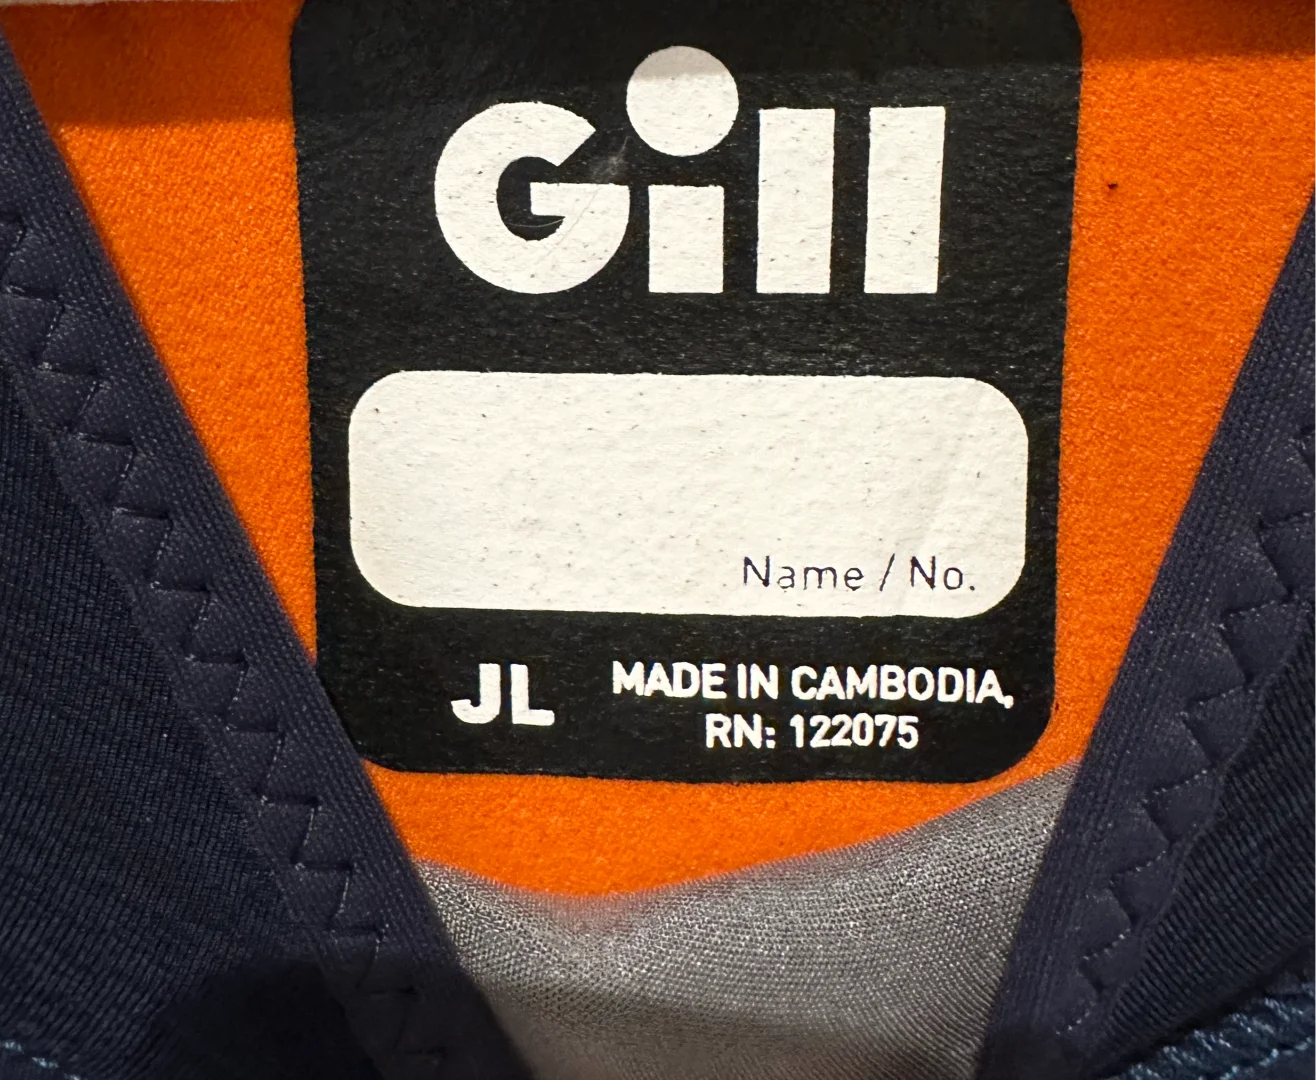 Gill
Name / No.
JL
MADE IN CAMBODIA,
RN: 122075